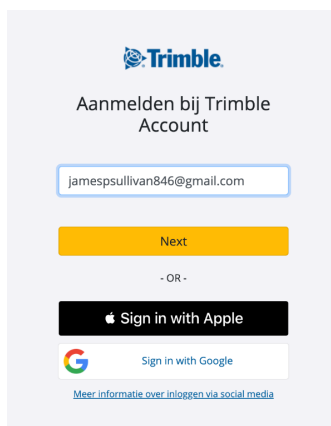 Trimble.
Aanmelden bij Trimble
Account
jamespsullivan846@gmail.com
Next
- OR -
Sign in with Apple
Sign in with Google
Meer informatie over inloggen via social media